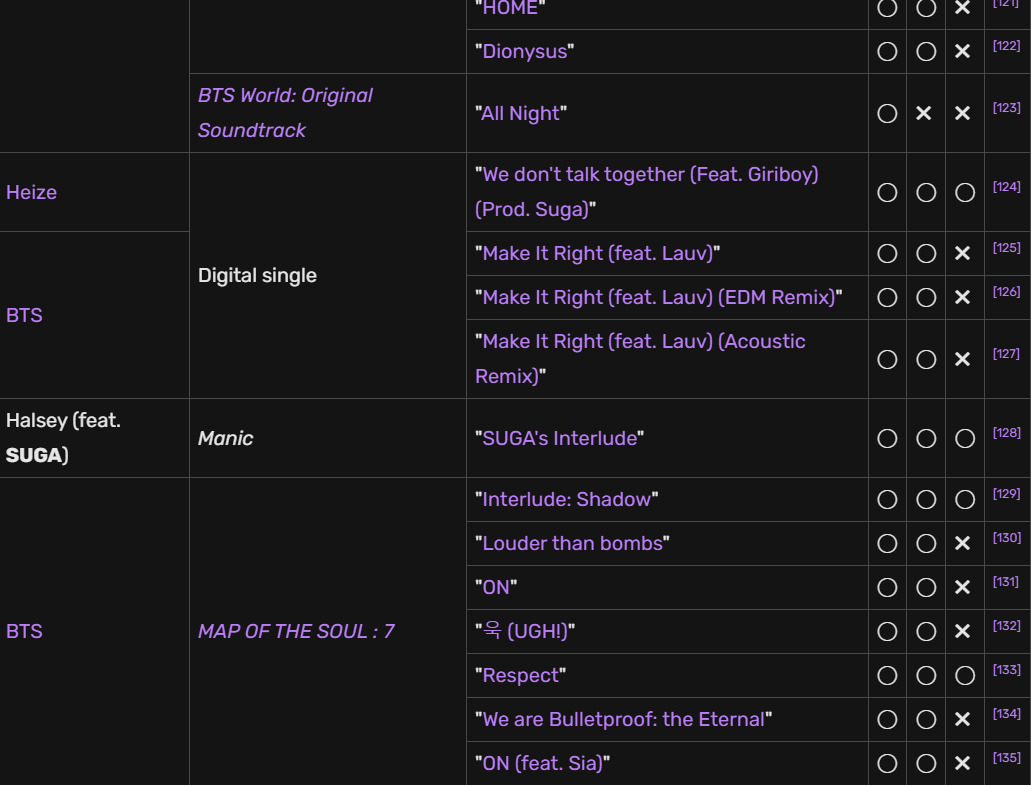 "HOME" ○ ○ × [121]
"Dionysus" ○ ○ × [122]
BTS World: Original
Soundtrack
"All Night" ○ × × [123]
Heize
Digital single
"We don't talk together (Feat. Giriboy)
(Prod. Suga)" ○ ○ ○ [124]
BTS
"Make It Right (feat. Lauv)" ○ ○ × [125]
"Make It Right (feat. Lauv) (EDM Remix)" ○ ○ × [126]
"Make It Right (feat. Lauv) (Acoustic
Remix)" ○ ○ × [127]
Halsey (feat.
SUGA)
Manic
"SUGA's Interlude" ○ ○ ○ [128]
BTS
MAP OF THE SOUL : 7
"Interlude: Shadow" ○ ○ ○ [129]
"Louder than bombs" ○ ○ × [130]
"ON" ○ ○ × [131]
"욱 (UGH!)" ○ ○ × [132]
"Respect" ○ ○ ○ [133]
"We are Bulletproof: the Eternal" ○ ○ × [134]
"ON (feat. Sia)" ○ ○ × [135]